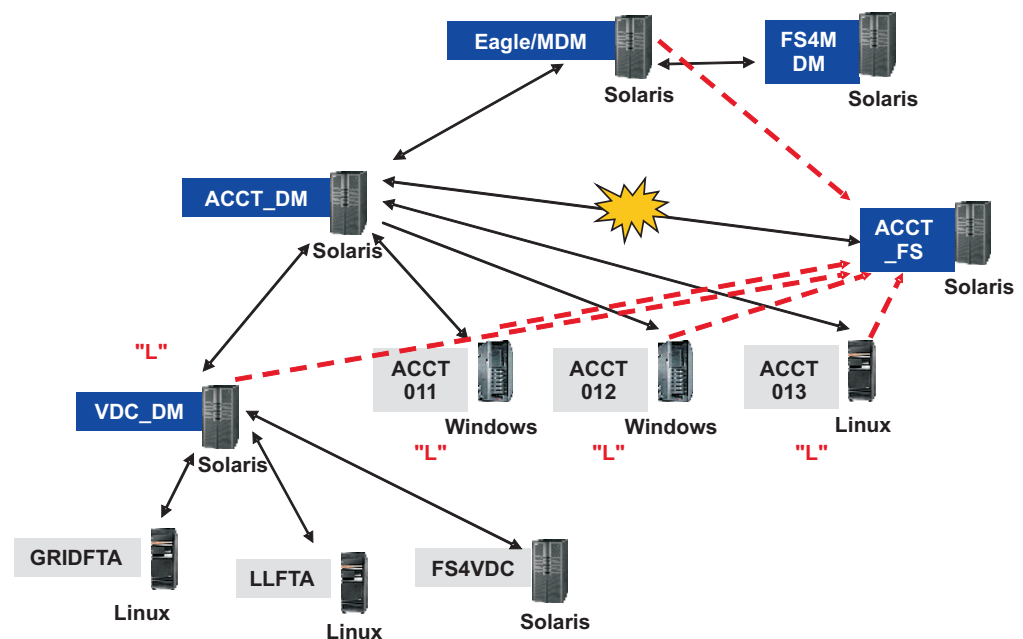 Eagle/MDM
FS4M
DM
Solaris
Solaris
ACCT_DM
ACCT
_FS
Solaris
Solaris
"L"
ACCT
011
ACCT
012
ACCT
013
VDC_DM
Windows
Windows
Linux
"L"
"L"
"L"
Solaris
GRIDFTA
LLFTA
FS4VDC
Linux
Linux
Solaris